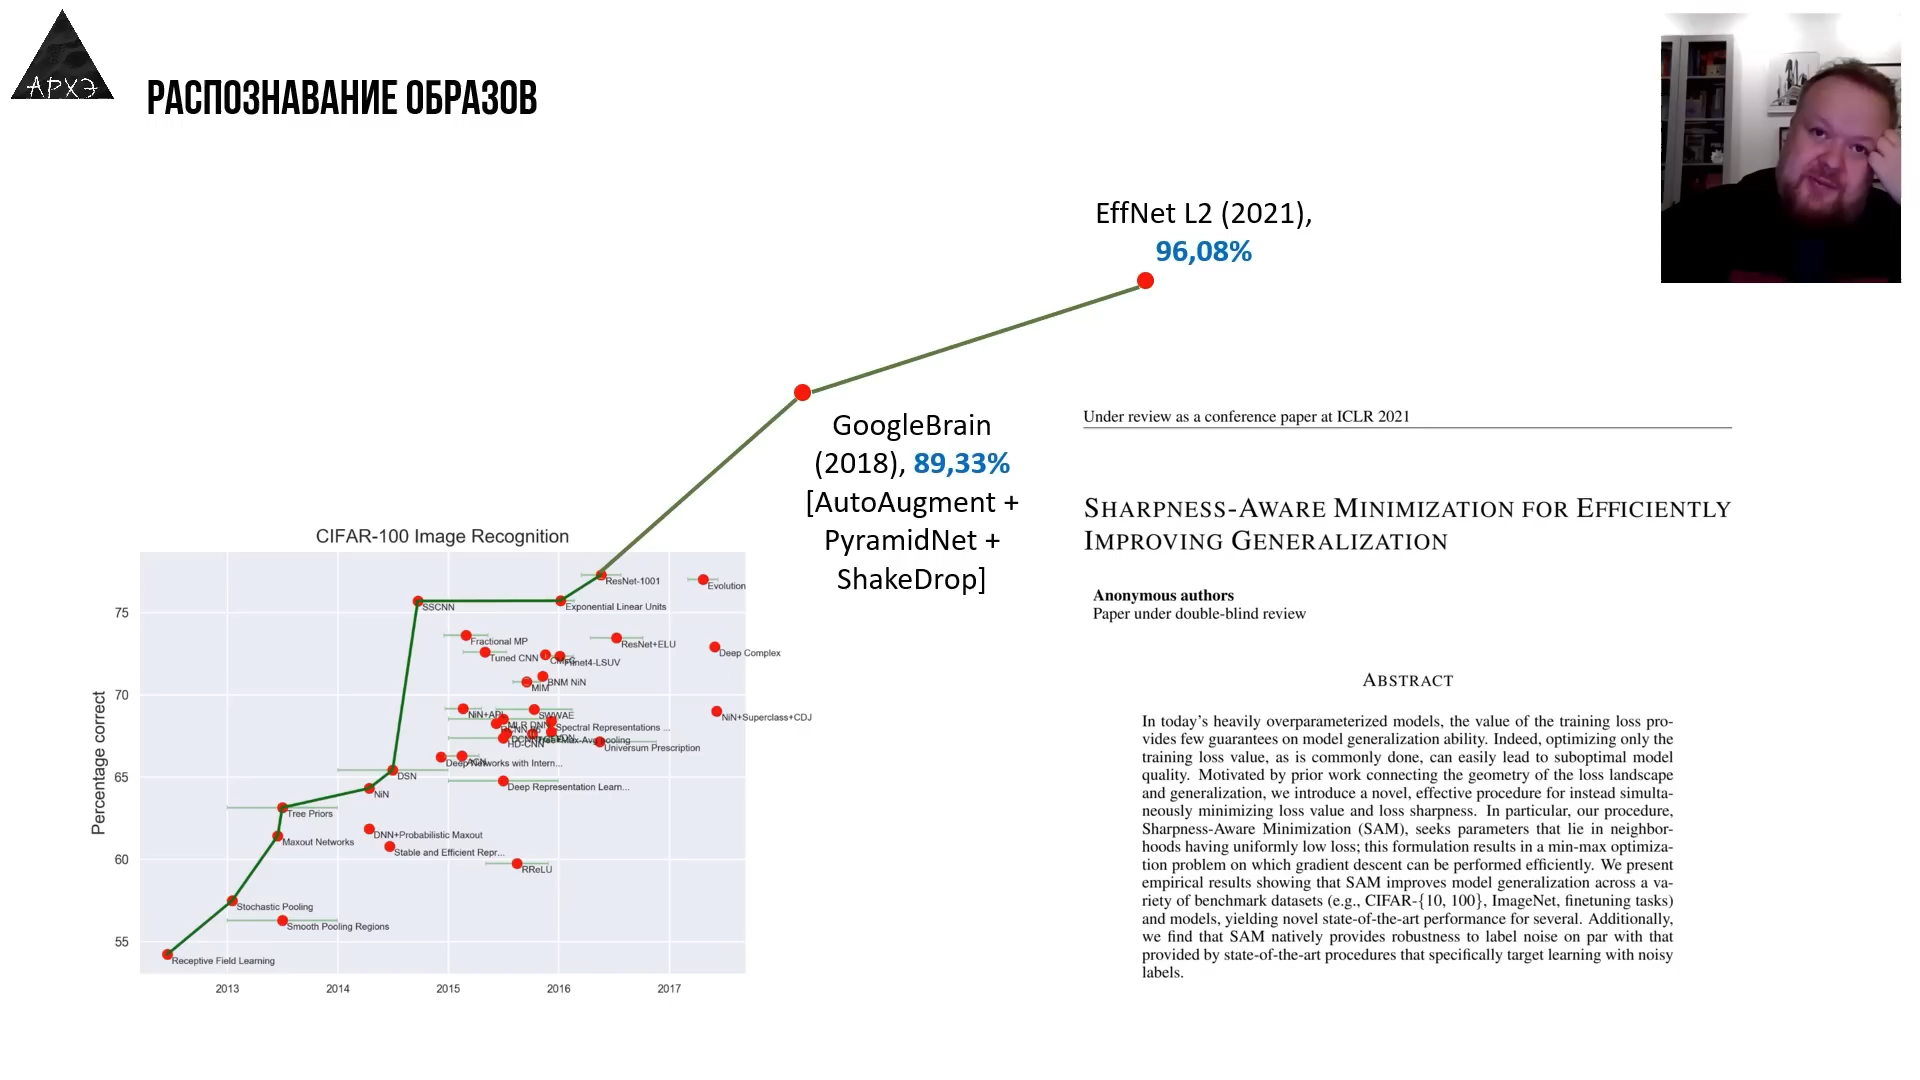 АРХЭ
РАСПОЗНАВАНИЕ ОБРАЗОВ
EffNet L2 (2021),
96,08%
GoogleBrain
(2018), 89,33%
[AutoAugment +
PyramidNet +
ShakeDrop]
CIFAR-100 Image Recognition
Percentage correct
75
70
65
60
55
2013
2014
2015
2016
2017
ResNet-1001
Evolution
SSCNN
Exponential Linear Units
Fractional MP
ResNet+ELU
Tuned CNN
Fitnet4-LSUV
Deep Complex
BNM NiN
MIM
SWWAE
NiN+Superclass+CDJ
MLR DNN
Spectral Representations ...
HD-CNN
Universum Prescription
Deep Networks with Intern...
DSN
Deep Representation Learn...
NiN
Tree Priors
DNN+Probabilistic Maxout
Maxout Networks
Stable and Efficient Repr...
RReLU
Stochastic Pooling
Smooth Pooling Regions
Receptive Field Learning
Under review as a conference paper at ICLR 2021
SHARPNESS-AWARE MINIMIZATION FOR EFFICIENTLY
IMPROVING GENERALIZATION
Anonymous authors
Paper under double-blind review
ABSTRACT
In today's heavily overparameterized models, the value of the training loss pro-
vides few guarantees on model generalization ability. Indeed, optimizing only the
training loss value, as is commonly done, can easily lead to suboptimal model
quality. Motivated by prior work connecting the geometry of the loss landscape
and generalization, we introduce a novel, effective procedure for instead simulta-
neously minimizing loss value and loss sharpness. In particular, our procedure,
Sharpness-Aware Minimization (SAM), seeks parameters that lie in neighbor-
hoods having uniformly low loss; this formulation results in a min-max optimiza-
tion problem on which gradient descent can be performed efficiently. We present
empirical results showing that SAM improves model generalization across a va-
riety of benchmark datasets (e.g., CIFAR-{10, 100}, ImageNet, finetuning tasks)
and models, yielding novel state-of-the-art performance for several. Additionally,
we find that SAM natively provides robustness to label noise on par with that
provided by state-of-the-art procedures that specifically target learning with noisy
labels.